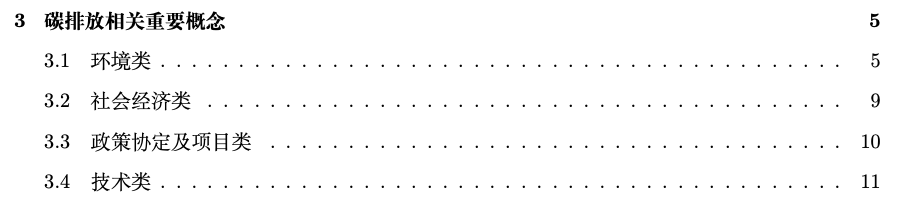 3 碳排放相关重要概念 5
3.1 环境类 . . . . . . . . . . . . . . . . . . . . . . . . . . . . . . . . . . . . . . . . . . . . 5
3.2 社会经济类 . . . . . . . . . . . . . . . . . . . . . . . . . . . . . . . . . . . . . . . . . 9
3.3 政策协定及项目类 . . . . . . . . . . . . . . . . . . . . . . . . . . . . . . . . . . . . . 10
3.4 技术类 . . . . . . . . . . . . . . . . . . . . . . . . . . . . . . . . . . . . . . . . . . . . 11